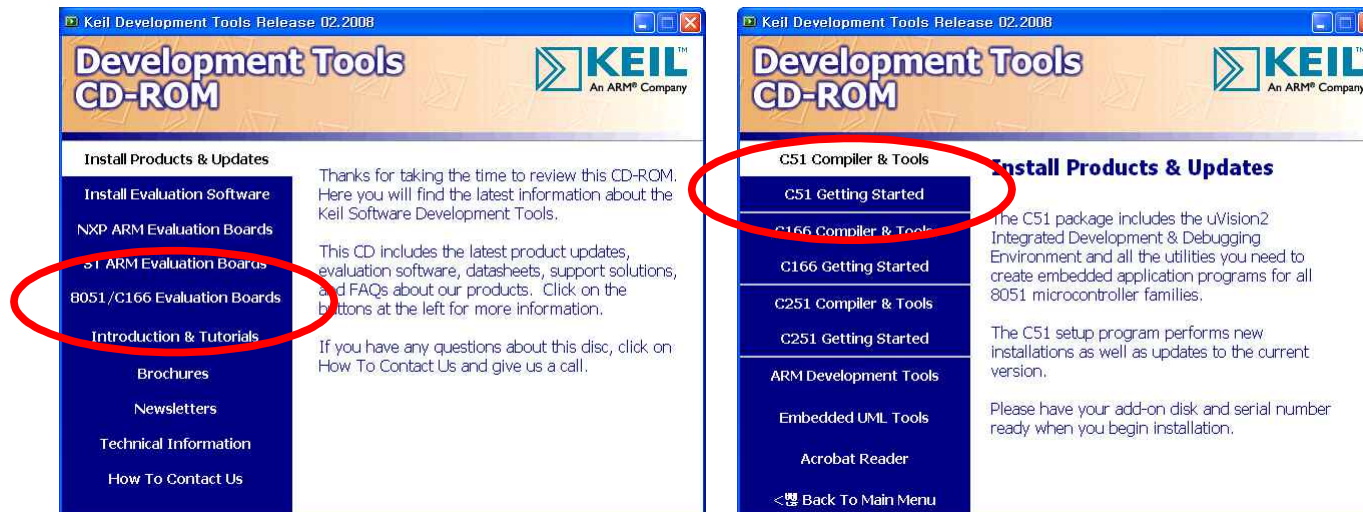 Keil Development Tools Release 02.2008
Development Tools
CD-ROM
KEIL™
An ARM® Company
Install Products & Updates
Install Evaluation Software
NXP ARM Evaluation Boards
ST ARM Evaluation Boards
8051/C166 Evaluation Boards
Introduction & Tutorials
Brochures
Newsletters
Technical Information
How To Contact Us
Thanks for taking the time to review this CD-ROM.
Here you will find the latest information about the
Keil Software Development Tools.
This CD includes the latest product updates,
evaluation software, datasheets, support solutions,
and FAQs about our products. Click on the
buttons at the left for more information.
If you have any questions about this disc, click on
How To Contact Us and give us a call.
Keil Development Tools Release 02.2008
Development Tools
CD-ROM
KEIL™
An ARM® Company
C51 Compiler & Tools
C51 Getting Started
C166 Compiler & Tools
C166 Getting Started
C251 Compiler & Tools
C251 Getting Started
ARM Development Tools
Embedded UML Tools
Acrobat Reader
< Back To Main Menu
Install Products & Updates
The C51 package includes the uVision2
Integrated Development & Debugging
Environment and all the utilities you need to
create embedded application programs for all
8051 microcontroller families.
The C51 setup program performs new
installations as well as updates to the current
version.
Please have your add-on disk and serial number
ready when you begin installation.